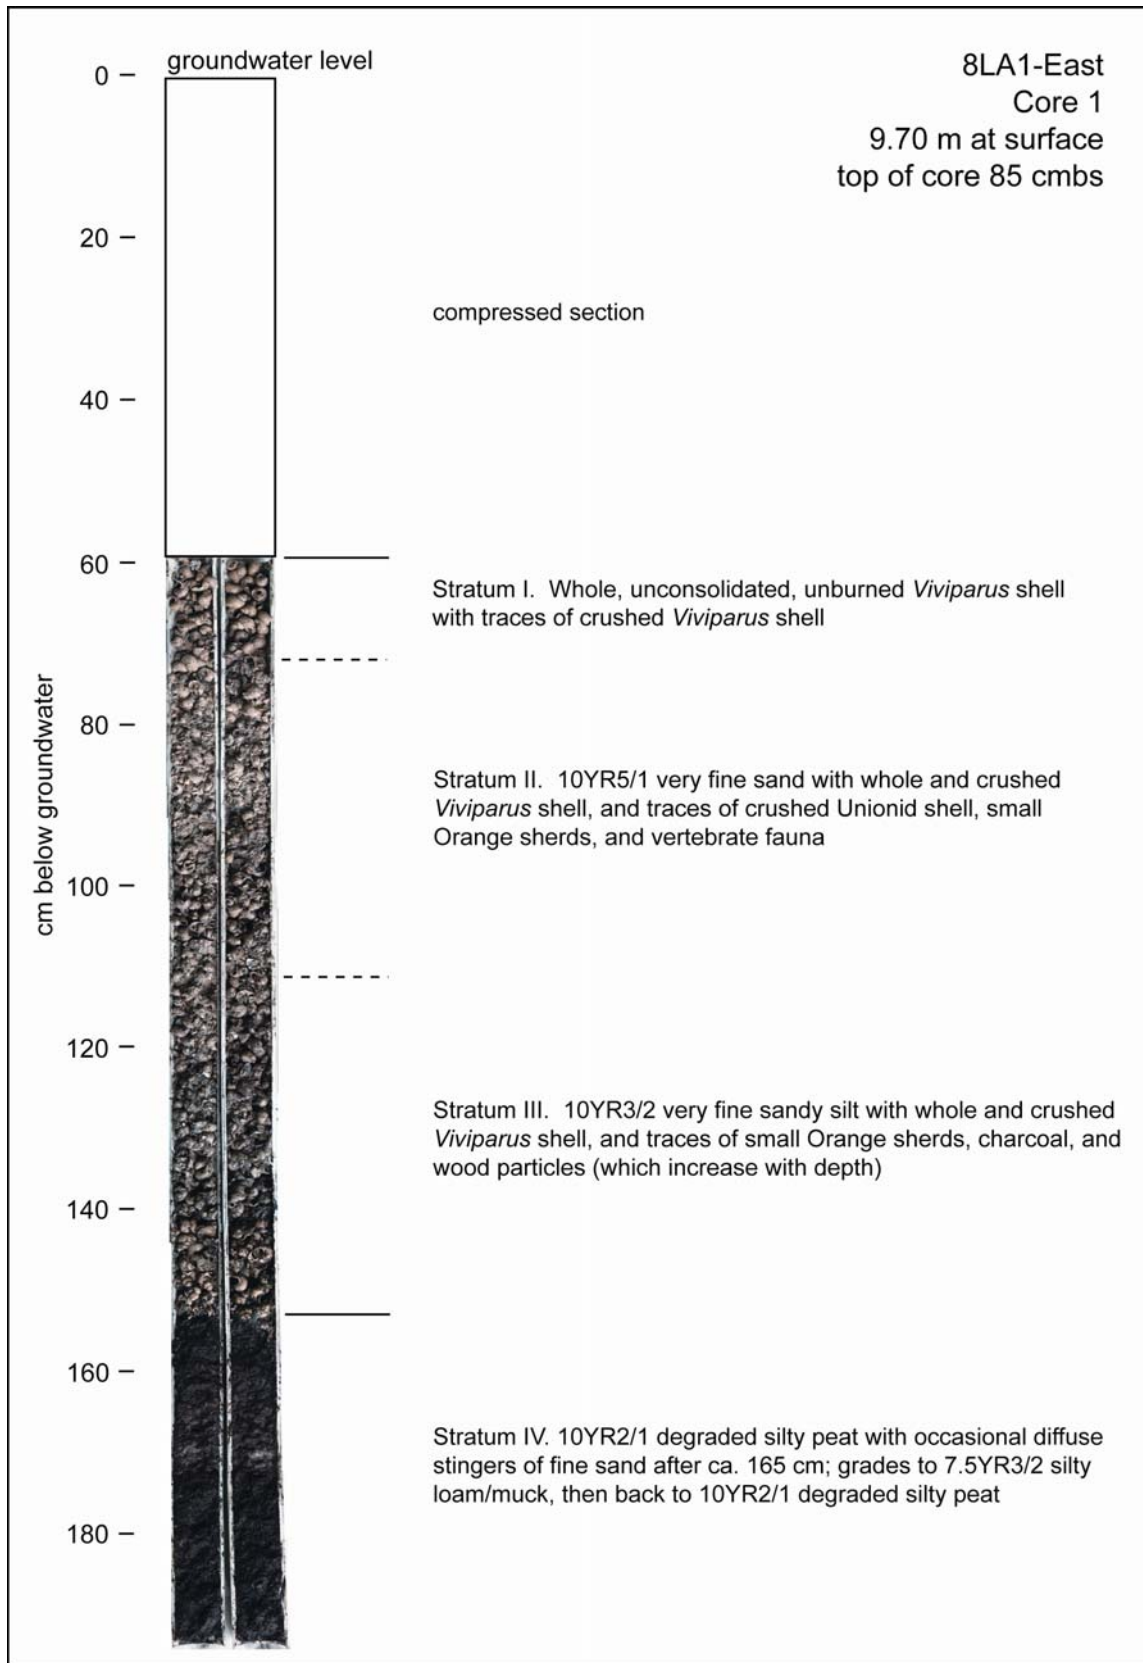 8LA1-East
Core 1
9.70 m at surface
top of core 85 cmbs
groundwater level
0
20
40
60
80
100
120
140
160
180
cm below groundwater
compressed section
Stratum I.  Whole, unconsolidated, unburned Viviparus shell
with traces of crushed Viviparus shell
Stratum II.  10YR5/1 very fine sand with whole and crushed
Viviparus shell, and traces of crushed Unionid shell, small
Orange sherds, and vertebrate fauna
Stratum III.  10YR3/2 very fine sandy silt with whole and crushed
Viviparus shell, and traces of small Orange sherds, charcoal, and
wood particles (which increase with depth)
Stratum IV. 10YR2/1 degraded silty peat with occasional diffuse
stingers of fine sand after ca. 165 cm; grades to 7.5YR3/2 silty
loam/muck, then back to 10YR2/1 degraded silty peat